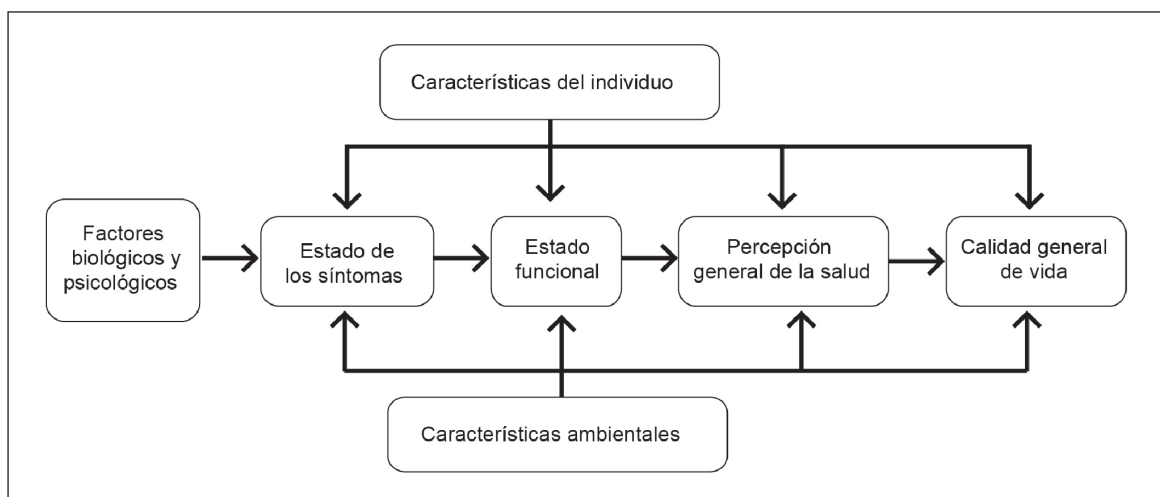 Características del individuo
Factores
biológicos y
psicológicos
Estado de
los síntomas
Estado
funcional
Percepción
general de la salud
Calidad general
de vida
Características ambientales